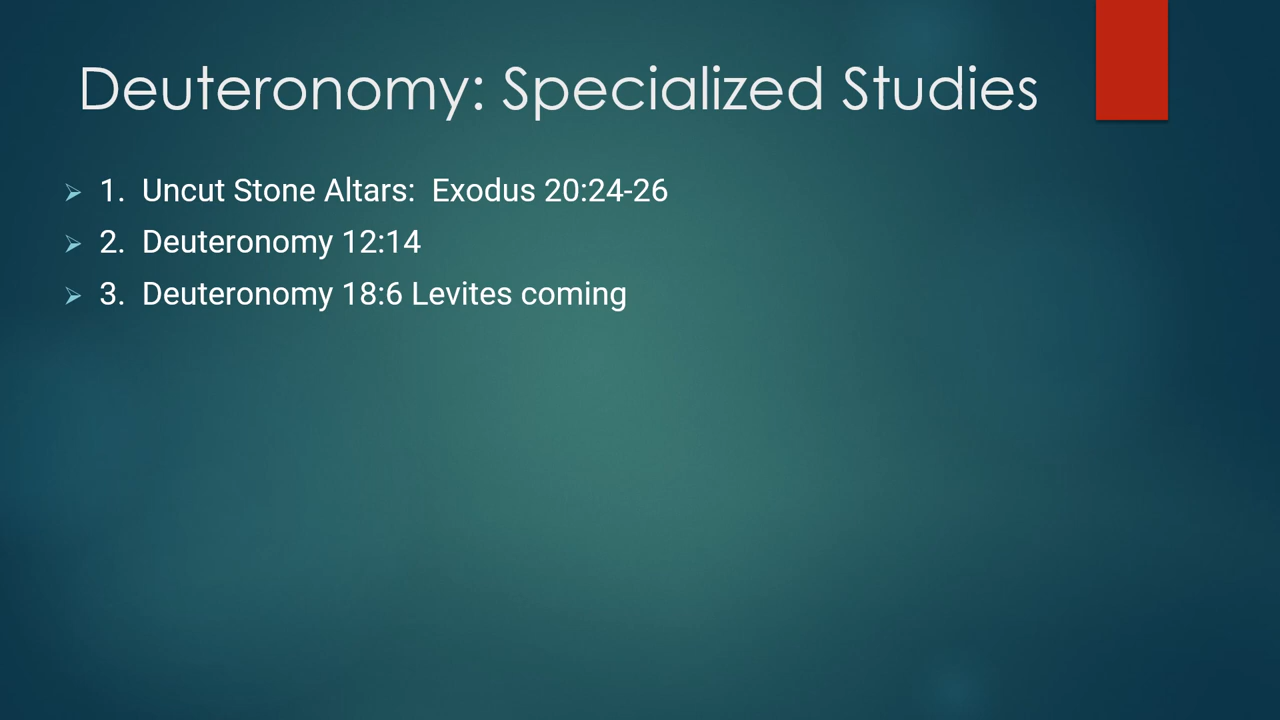 Deuteronomy: Specialized Studies
➢ 1.  Uncut Stone Altars:  Exodus 20:24-26
➢ 2.  Deuteronomy 12:14
➢ 3.  Deuteronomy 18:6 Levites coming